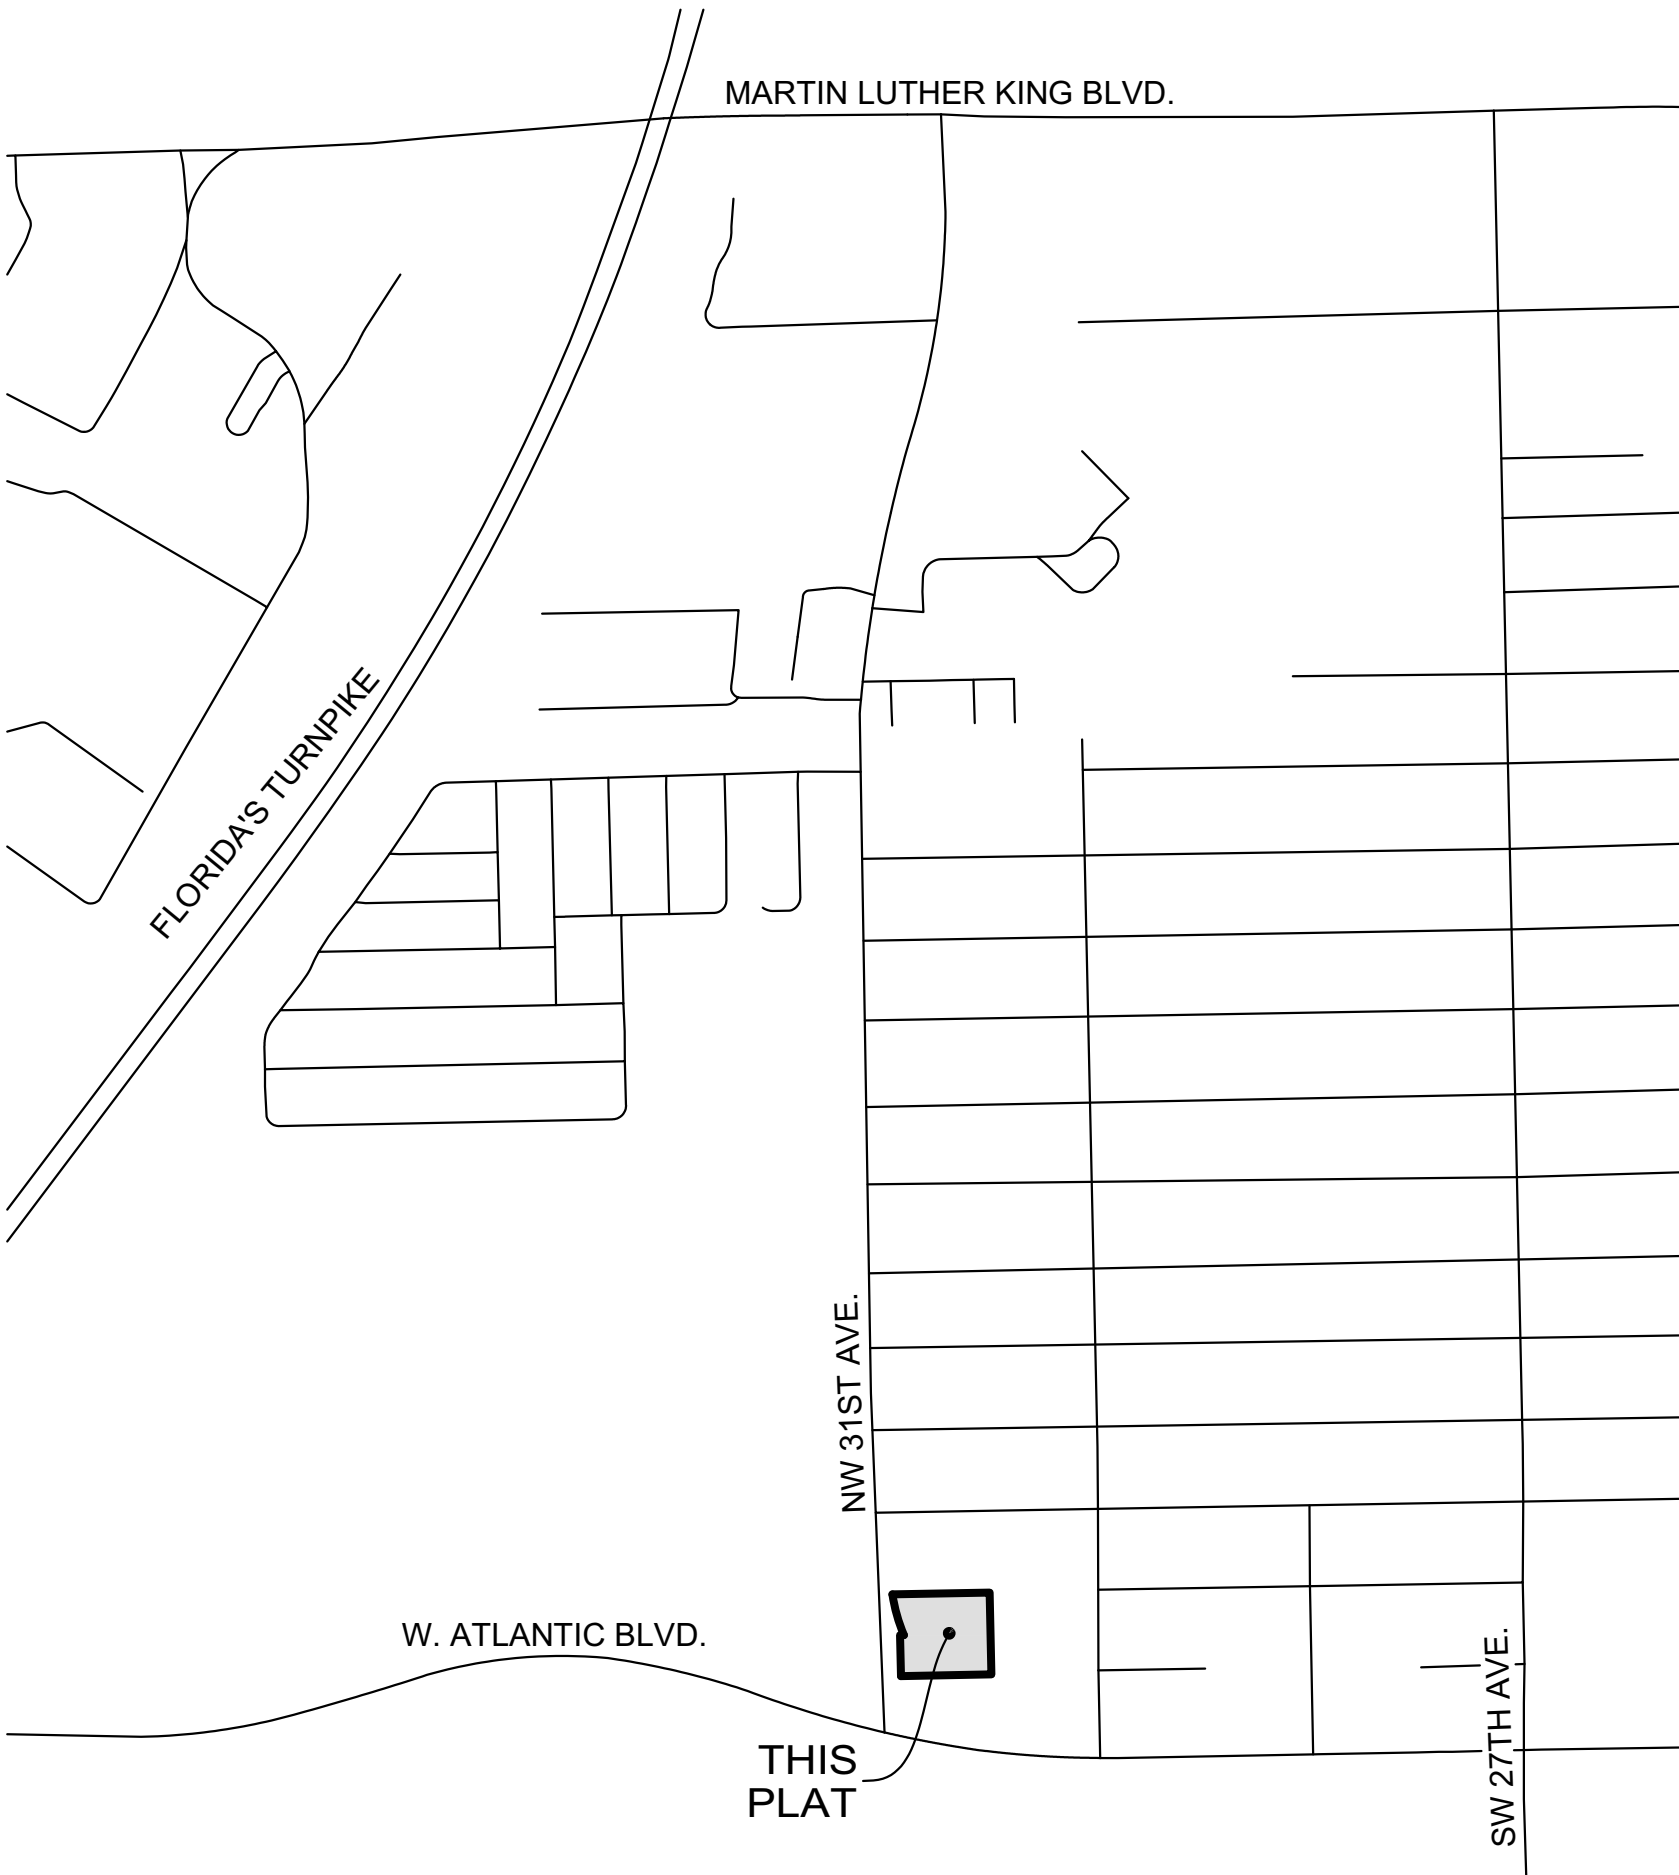 MARTIN LUTHER KING BLVD.
FLORIDA'S TURNPIKE
NW 31ST AVE.
W. ATLANTIC BLVD.
SW 27TH AVE.
THIS
PLAT